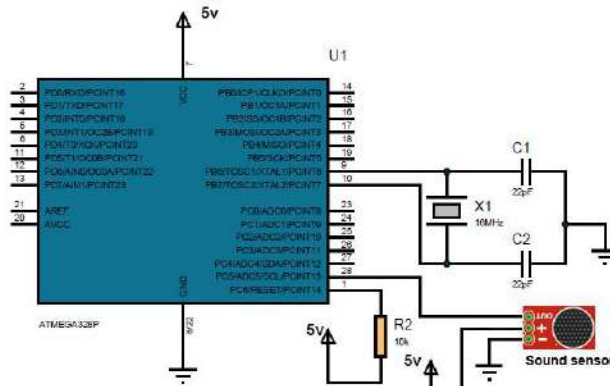 5v
U1
7
VCC
2 PD0/RXD/PCINT16
3 PD1/TXD/PCINT17
4 PD2/INT0/PCINT18
5 PD3/INT1/OC2B/PCINT19
6 PD4/T0/XCK/PCINT20
11 PD5/T1/OC0B/PCINT21
12 PD6/AIN0/OC0A/PCINT22
13 PD7/AIN1/PCINT23
21 AREF
20 AVCC
PB0/ICP1/CLKO/PCINT0 14
PB1/OC1A/PCINT1 15
PB2/SS/OC1B/PCINT2 16
PB3/MOSI/OC2A/PCINT3 17
PB4/MISO/PCINT4 18
PB5/SCK/PCINT5 19
PB6/TOSC1/XTAL1/PCINT6 9
PB7/TOSC2/XTAL2/PCINT7 10
PC0/ADC0/PCINT8 23
PC1/ADC1/PCINT9 24
PC2/ADC2/PCINT10 25
PC3/ADC3/PCINT11 26
PC4/ADC4/SDA/PCINT12 27
PC5/ADC5/SCL/PCINT13 28
PC6/RESET/PCINT14 1
GND
8/22
ATMEGA328P
C1
22pF
X1
16MHz
C2
22pF
5v
R2
10k
5v
OUT
+
-
Sound sensor